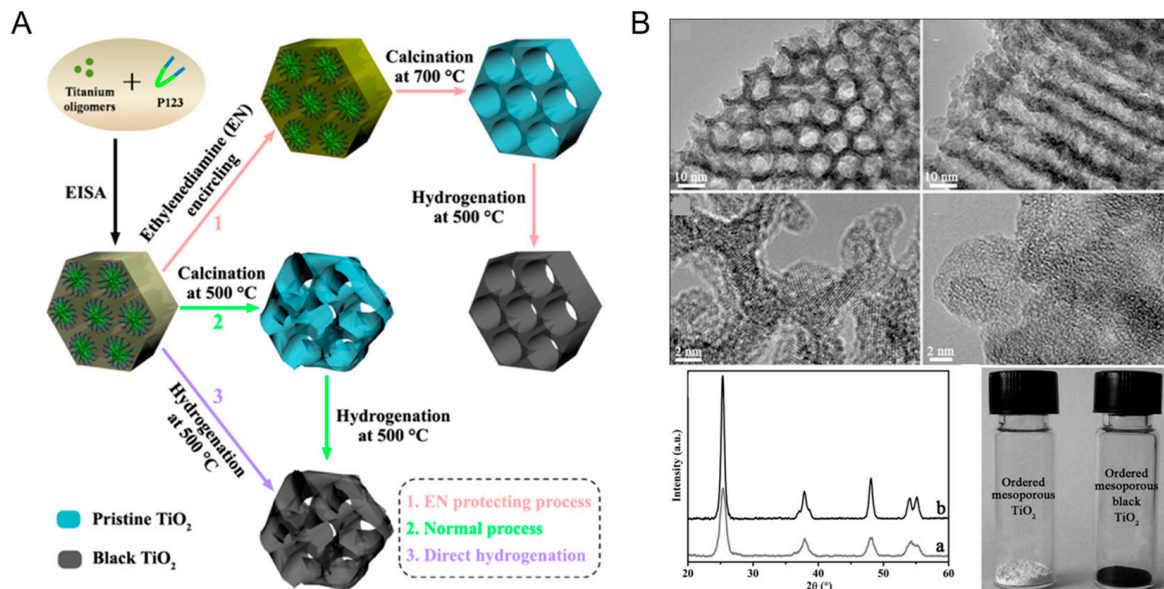 A
Titanium
oligomers
+
P123
EISA
Ethylenediamine (EN)
encircling
1
Calcination
at 700 °C
Hydrogenation
at 500 °C
Calcination
at 500 °C
2
3
Hydrogenation
at 500 °C
Hydrogenation
at 500 °C
Pristine TiO₂
Black TiO₂
1. EN protecting process
2. Normal process
3. Direct hydrogenation
B
10 nm
10 nm
2 nm
2 nm
Intensity (a.u.)
b
a
20 30 40 50 60
2θ (°)
Ordered
mesoporous
TiO₂
Ordered
mesoporous
black
TiO₂